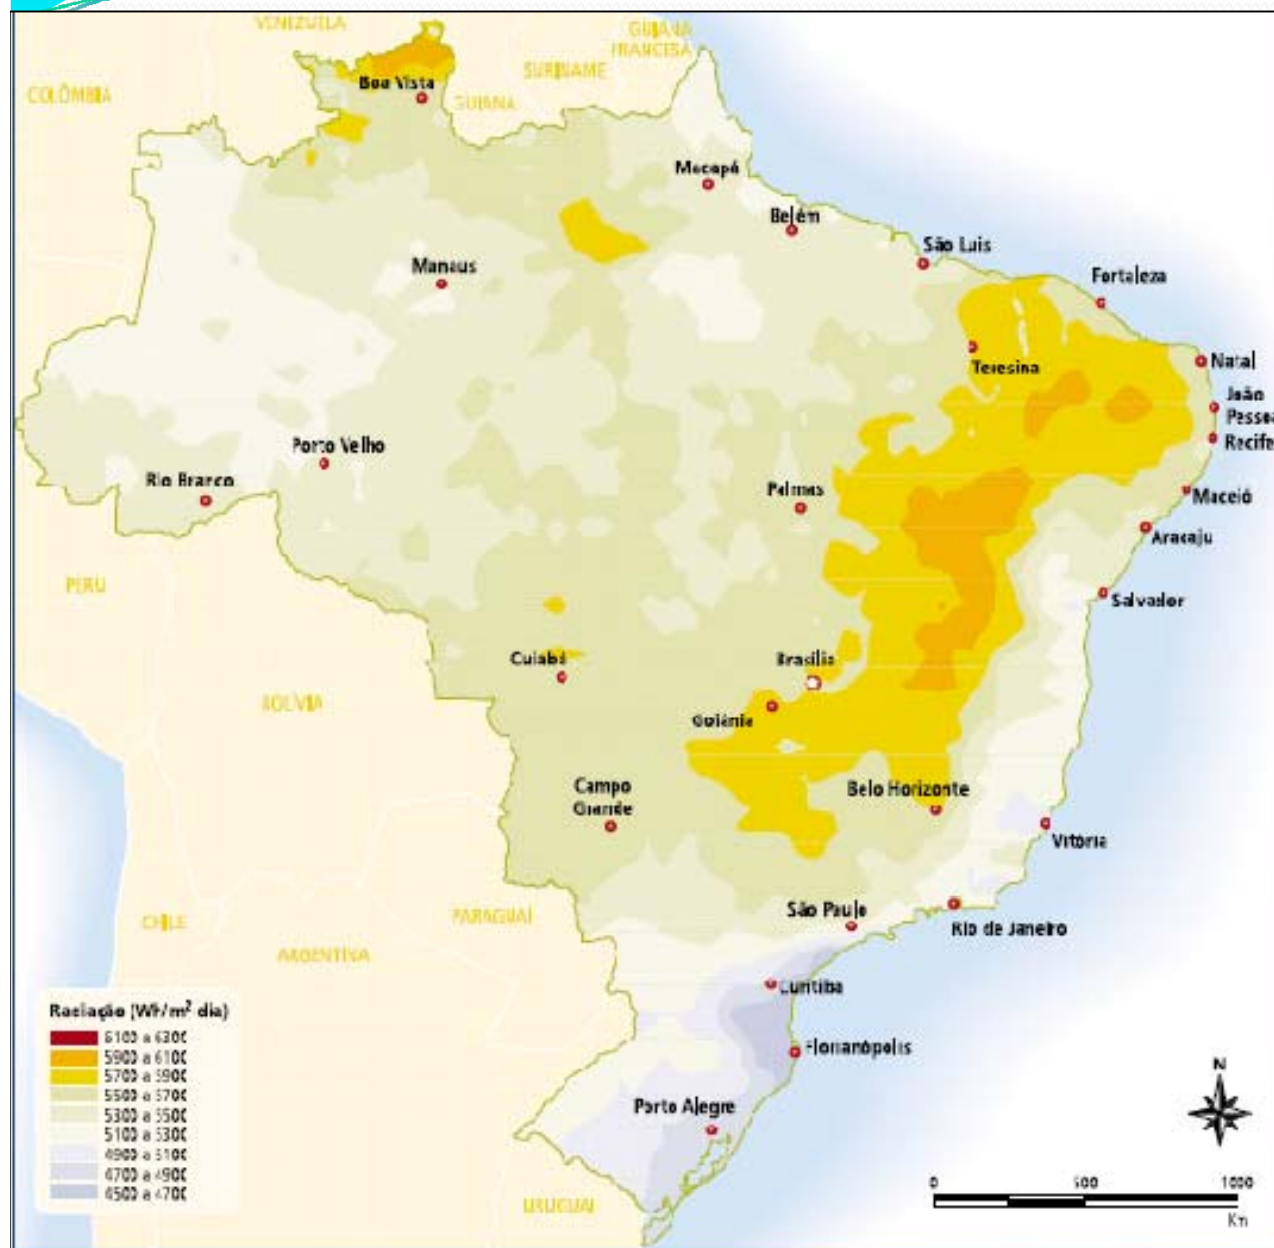 VENEZUELA
GUIANA
FRANCESA
SURINAME
GUIANA
COLÔMBIA
Boa Vista
Macapá
Belém
São Luis
Fortaleza
Manaus
Teresina
Natal
João
Pessoa
Recife
Porto Velho
Rio Branco
Palmas
Maceió
Aracaju
PERU
Salvador
Cuiabá
Brasília
BOLÍVIA
Goiânia
Campo
Grande
Belo Horizonte
Vitória
CHILE
PARAGUAI
São Paulo
Rio de Janeiro
ARGENTINA
Curitiba
Radiação (Wh/m² dia)
6100 a 6300
5900 a 6100
5700 a 5900
5500 a 5700
5300 a 5500
5100 a 5300
4900 a 5100
4700 a 4900
4500 a 4700
Florianópolis
Porto Alegre
URUGUAI
N
0 500 1000
Km